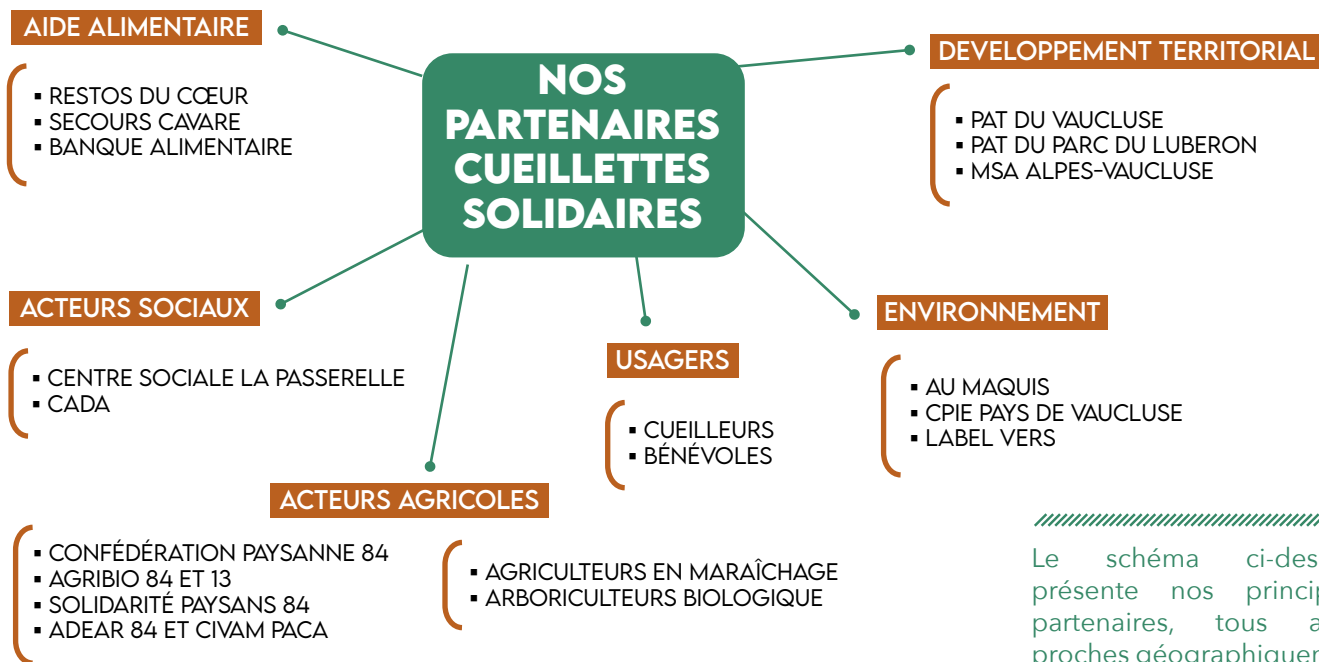 AIDE ALIMENTAIRE
▪ RESTOS DU CŒUR
▪ SECOURS CAVARE
▪ BANQUE ALIMENTAIRE
NOS
PARTENAIRES
CUEILLETTES
SOLIDAIRES
DEVELOPPEMENT TERRITORIAL
▪ PAT DU VAUCLUSE
▪ PAT DU PARC DU LUBERON
▪ MSA ALPES-VAUCLUSE
ACTEURS SOCIAUX
▪ CENTRE SOCIALE LA PASSERELLE
▪ CADA
USAGERS
▪ CUEILLEURS
▪ BÉNÉVOLES
ENVIRONNEMENT
▪ AU MAQUIS
▪ CPIE PAYS DE VAUCLUSE
▪ LABEL VERS
ACTEURS AGRICOLES
▪ CONFÉDÉRATION PAYSANNE 84
▪ AGRIBIO 84 ET 13
▪ SOLIDARITÉ PAYSANS 84
▪ ADEAR 84 ET CIVAM PACA
▪ AGRICULTEURS EN MARAÎCHAGE
▪ ARBORICULTEURS BIOLOGIQUE
Le schéma ci-des
présente nos princip
partenaires, tous a